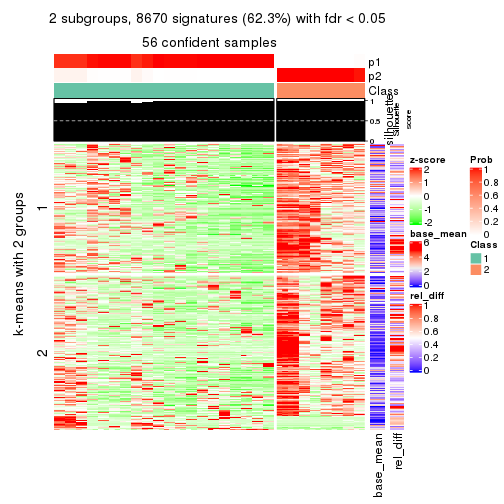 2 subgroups, 8670 signatures (62.3%) with fdr < 0.05
56 confident samples
p1
p2
Class
silhouette
Silhouette
score
1
0.5
0
k-means with 2 groups
1
2
base_mean
rel_diff
z-score
2
1
0
-1
-2
base_mean
6
4
2
0
rel_diff
1
0.8
0.6
0.4
0.2
0
Prob
1
0.8
0.6
0.4
0.2
0
Class
1
2